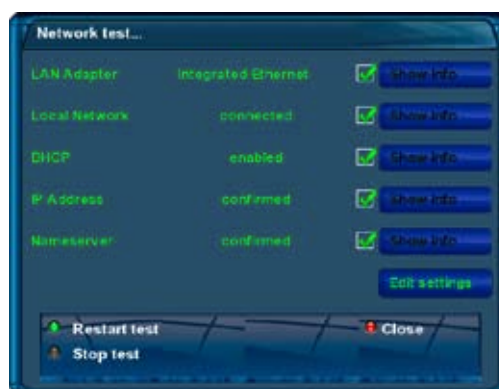 Network test...
LAN Adapter Integrated Ethernet Show Info
Local Network connected Show Info
DHCP enabled Show Info
IP Address confirmed Show Info
Nameserver confirmed Show Info
Edit settings
Restart test Close
Stop test